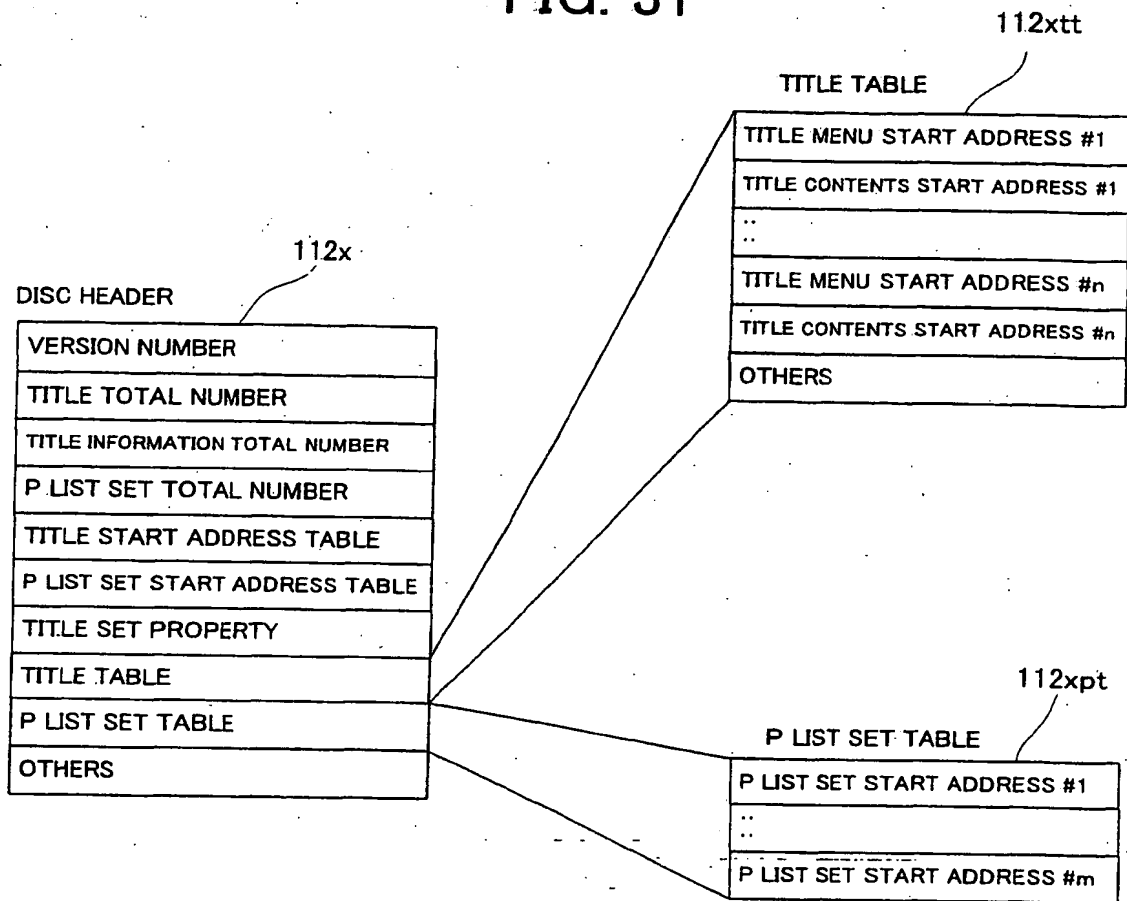 FIG. 31
112xtt
TITLE TABLE
TITLE MENU START ADDRESS #1
TITLE CONTENTS START ADDRESS #1
::
TITLE MENU START ADDRESS #n
TITLE CONTENTS START ADDRESS #n
OTHERS
112x
DISC HEADER
VERSION NUMBER
TITLE TOTAL NUMBER
TITLE INFORMATION TOTAL NUMBER
P LIST SET TOTAL NUMBER
TITLE START ADDRESS TABLE
P LIST SET START ADDRESS TABLE
TITLE SET PROPERTY
TITLE TABLE
P LIST SET TABLE
OTHERS
112xpt
P LIST SET TABLE
P LIST SET START ADDRESS #1
::
P LIST SET START ADDRESS #m